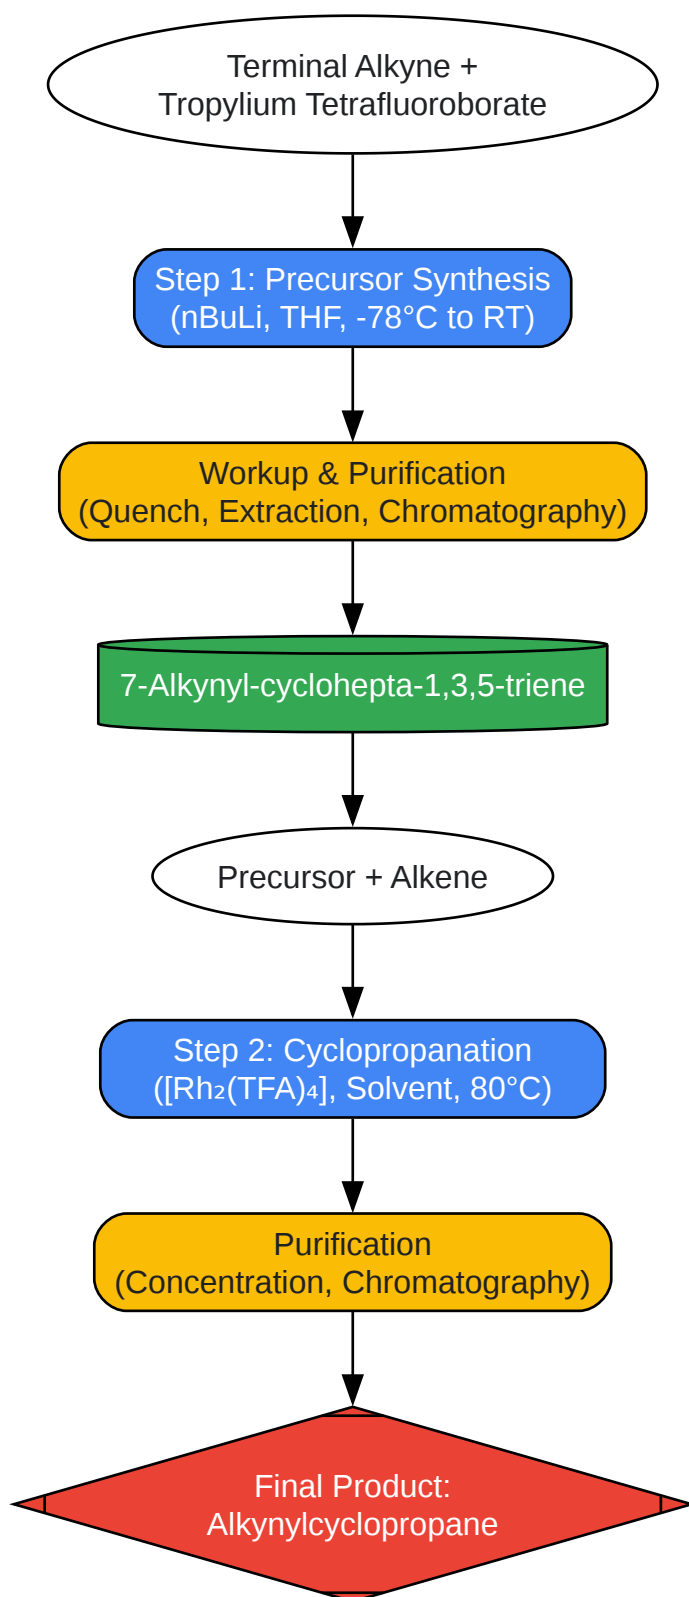 Terminal Alkyne +
Tropylium Tetrafluoroborate
Step 1: Precursor Synthesis
(nBuLi, THF, -78°C to RT)
Workup & Purification
(Quench, Extraction, Chromatography)
7-Alkynyl-cyclohepta-1,3,5-triene
Precursor + Alkene
Step 2: Cyclopropanation
([Rh₂(TFA)₄], Solvent, 80°C)
Purification
(Concentration, Chromatography)
Final Product:
Alkynylcyclopropane